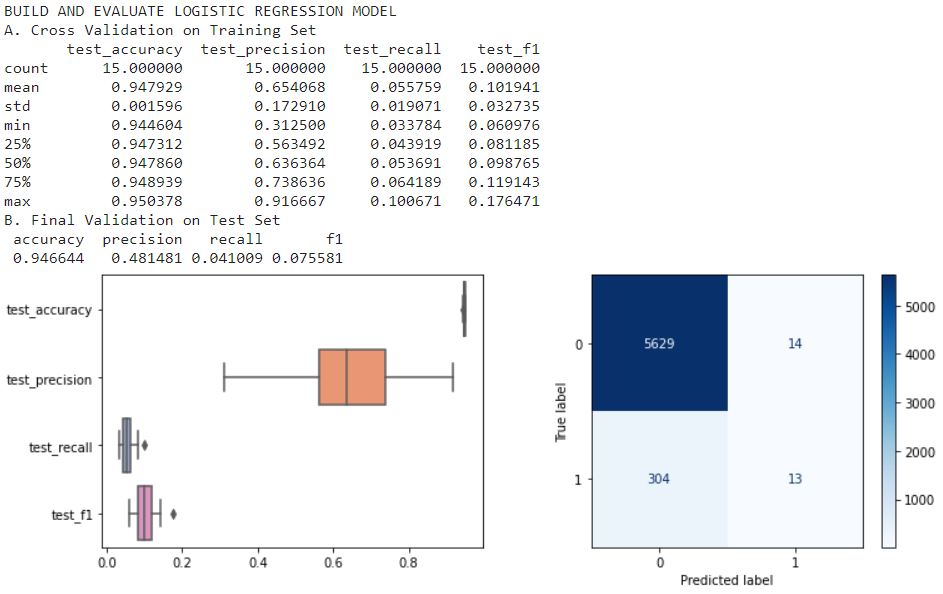 BUILD AND EVALUATE LOGISTIC REGRESSION MODEL
A. Cross Validation on Training Set
test_accuracy test_precision test_recall test_f1
count 15.000000 15.000000 15.000000 15.000000
mean 0.947929 0.654068 0.055759 0.101941
std 0.001596 0.172910 0.019071 0.032735
min 0.944604 0.312500 0.033784 0.060976
25% 0.947312 0.563492 0.043919 0.081185
50% 0.947860 0.636364 0.053691 0.098765
75% 0.948939 0.738636 0.064189 0.119143
max 0.950378 0.916667 0.100671 0.176471
B. Final Validation on Test Set
accuracy precision recall f1
0.946644 0.481481 0.041009 0.075581
test_accuracy
test_precision
test_recall
test_f1
0.0 0.2 0.4 0.6 0.8
True label
0
1
5629 14
304 13
0 1
Predicted label
5000
4000
3000
2000
1000